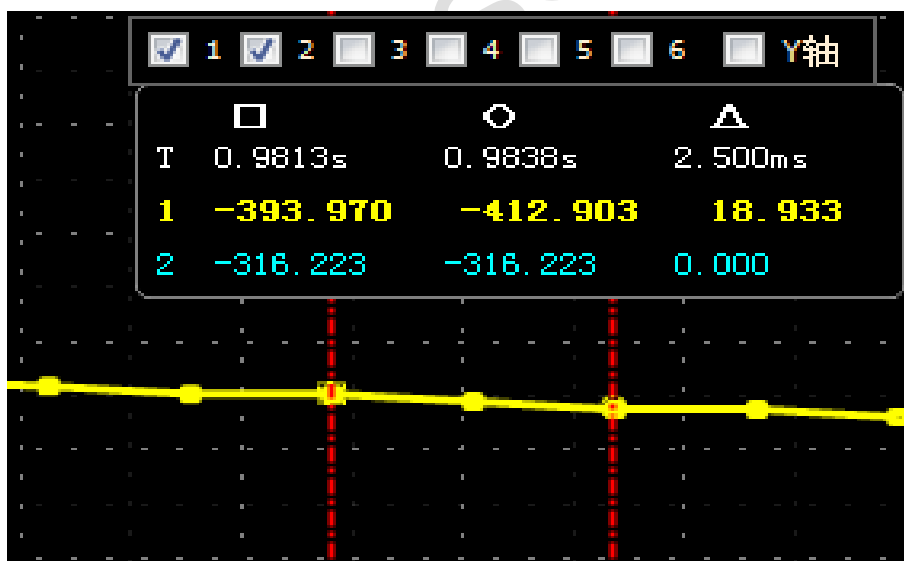 1 2 3 4 5 6 Y轴
T 0.9813s 0.9838s 2.500ms
1 -393.970 -412.903 18.933
2 -316.223 -316.223 0.000